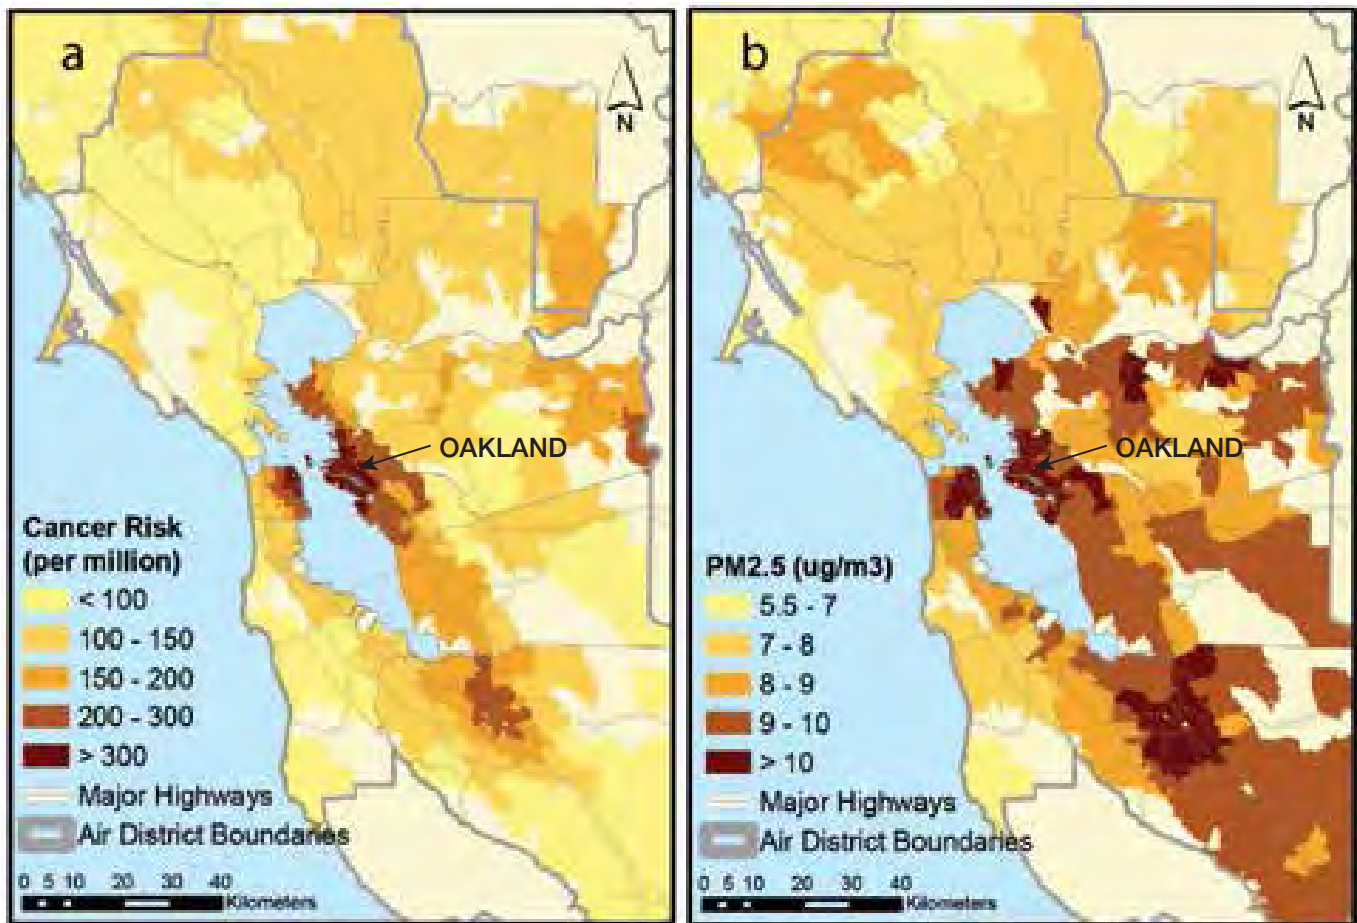 a
N
OAKLAND
Cancer Risk
(per million)
< 100
100 - 150
150 - 200
200 - 300
> 300
Major Highways
Air District Boundaries
0 5 10 20 30 40
Kilometers
b
N
OAKLAND
PM2.5 (ug/m3)
5.5 - 7
7 - 8
8 - 9
9 - 10
> 10
Major Highways
Air District Boundaries
0 5 10 20 30 40
Kilometers